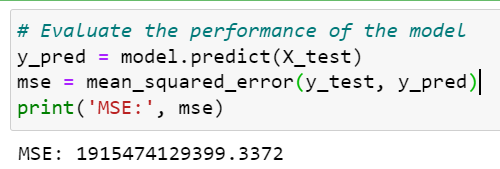 # Evaluate the performance of the model
y_pred = model.predict(X_test)
mse = mean_squared_error(y_test, y_pred)
print('MSE:', mse)
MSE: 1915474129399.3372